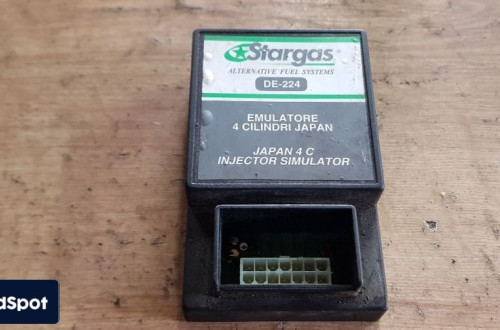 Stargas
ALTERNATIVE FUEL SYSTEMS
DE-224
EMULATORE
4 CILINDRI JAPAN
JAPAN 4 C
INJECTOR SIMULATOR
dSpot